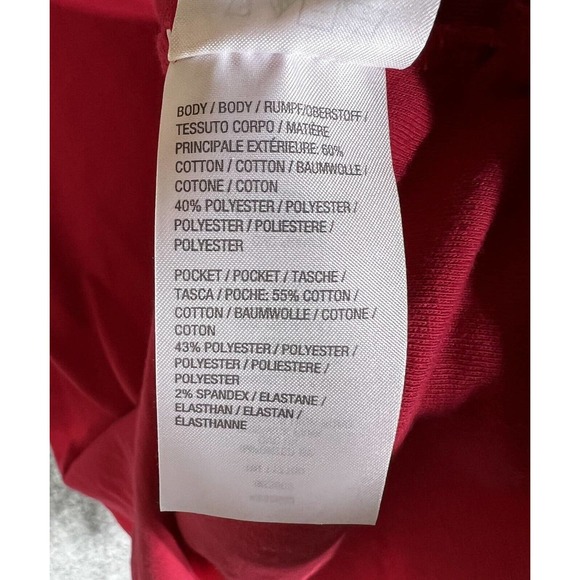 BODY / BODY / RUMPF/OBERSTOFF /
TESSUTO CORPO / MATIÈRE
PRINCIPALE EXTÉRIEURE: 60%
COTTON / COTTON / BAUMWOLLE /
COTONE / COTON
40% POLYESTER / POLYESTER /
POLYESTER / POLIESTERE /
POLYESTER
POCKET / POCKET / TASCHE /
TASCA / POCHE: 55% COTTON /
COTTON / BAUMWOLLE / COTONE /
COTON
43% POLYESTER / POLYESTER /
POLYESTER / POLIESTERE /
POLYESTER
2% SPANDEX / ELASTANE /
ELASTHAN / ELASTAN /
ÉLASTHANNE